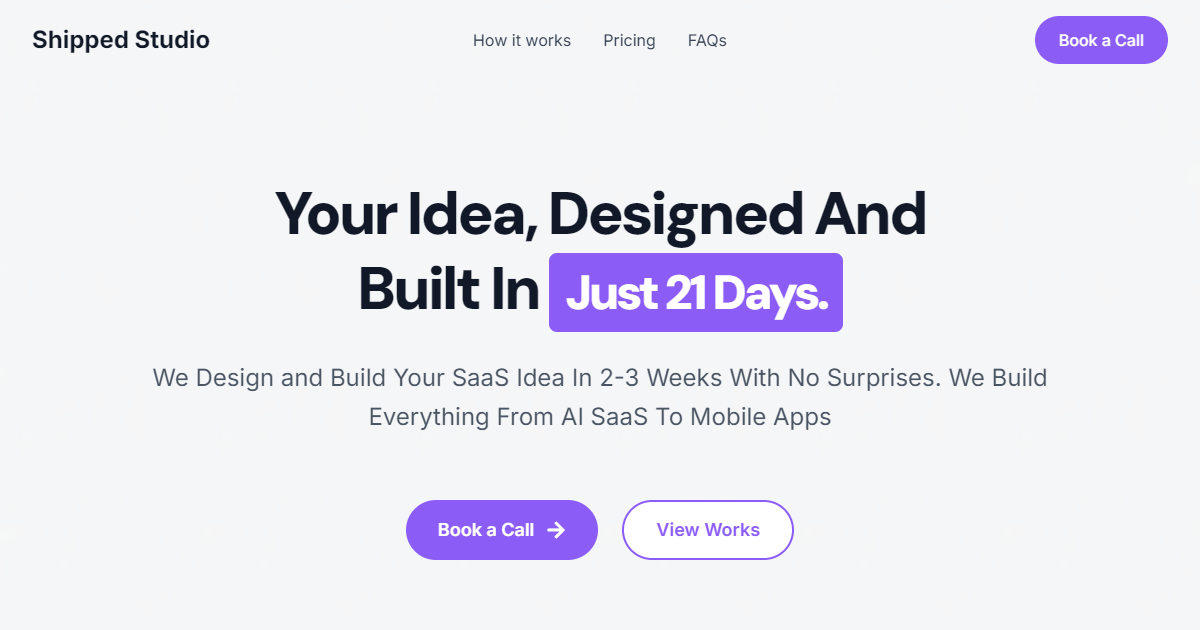 Shipped Studio
How it works
Pricing
FAQs
Book a Call
Your Idea, Designed And
Built In Just 21 Days.
We Design and Build Your SaaS Idea In 2-3 Weeks With No Surprises. We Build
Everything From AI SaaS To Mobile Apps
Book a Call
View Works